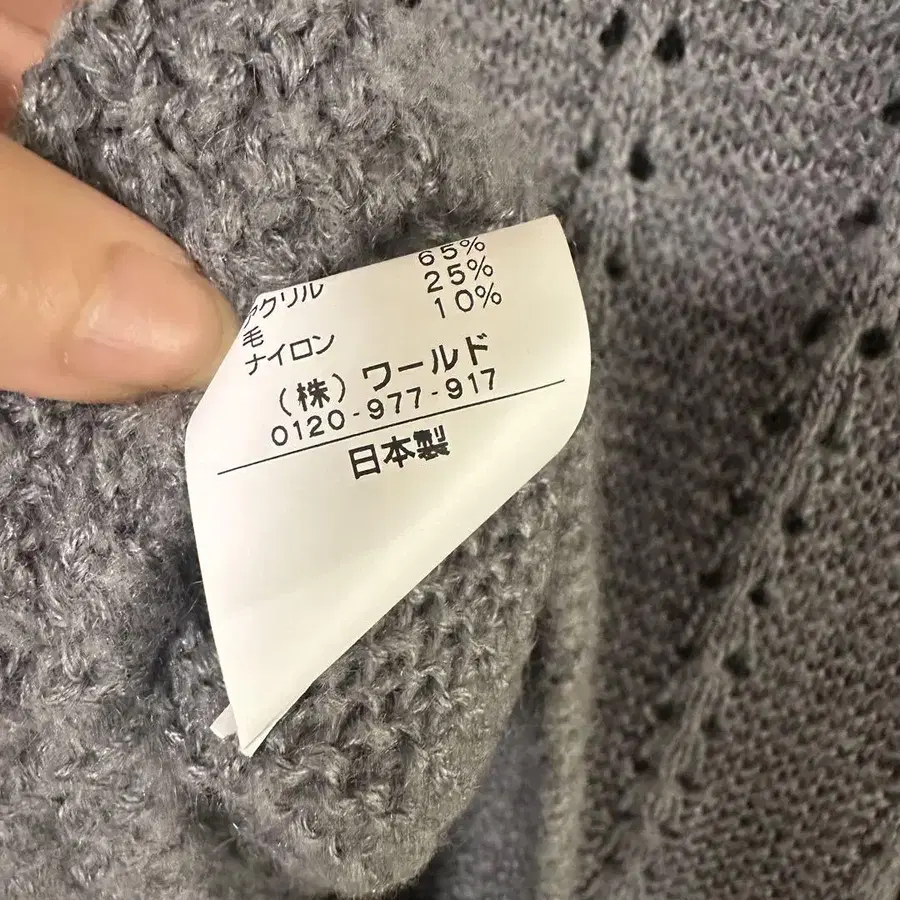 アクリル 65%
毛 25%
ナイロン 10%
(株) ワールド
0120-977-917
日本製